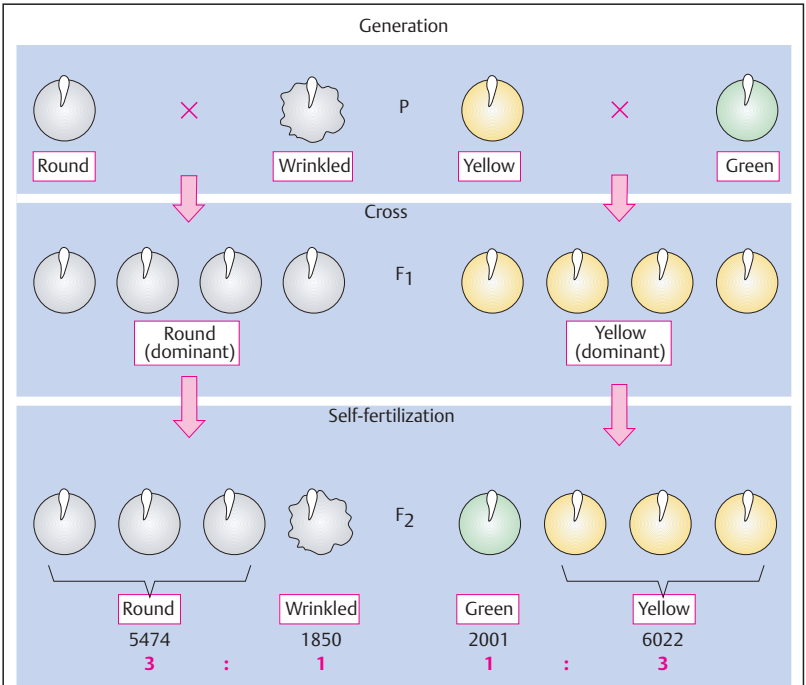 Generation
P
× ×
Round Wrinkled Yellow Green
Cross
F1
Round
(dominant)
Yellow
(dominant)
Self-fertilization
F2
Round Wrinkled Green Yellow
5474 1850 2001 6022
3 : 1 1 : 3